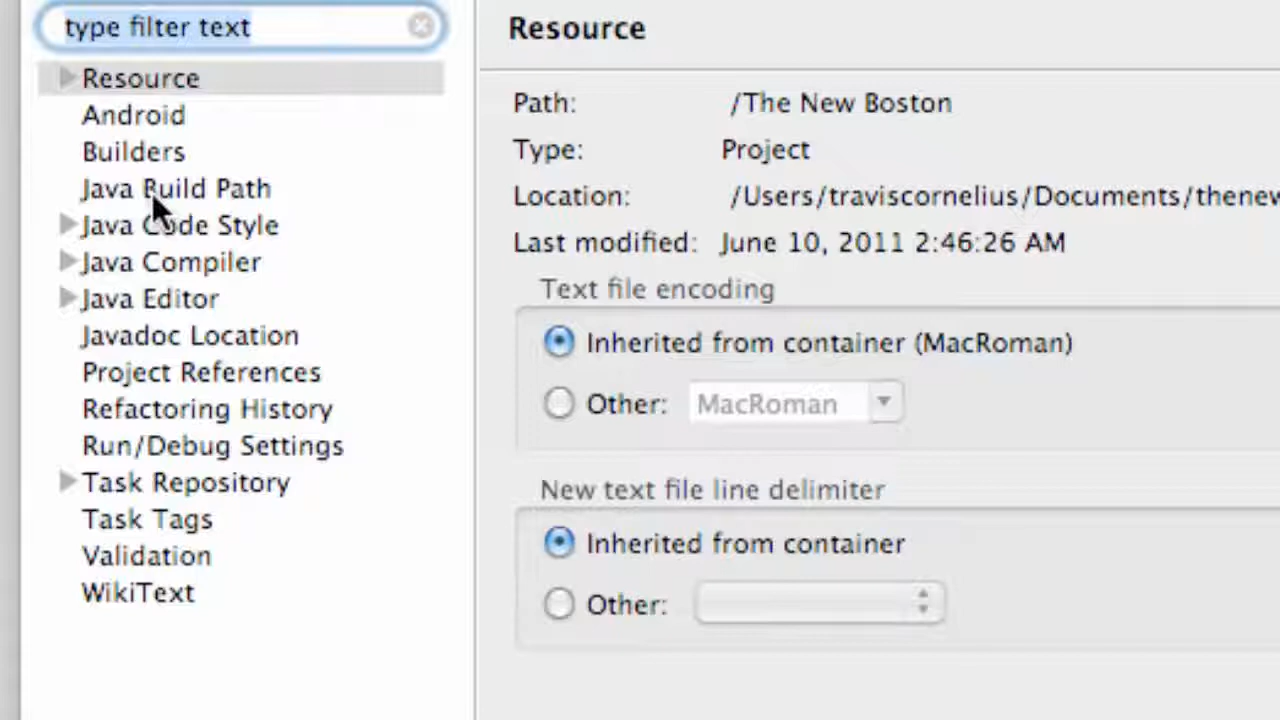 type filter text
Resource
Android
Builders
Java Build Path
Java Code Style
Java Compiler
Java Editor
Javadoc Location
Project References
Refactoring History
Run/Debug Settings
Task Repository
Task Tags
Validation
WikiText
Resource
Path: /The New Boston
Type: Project
Location: /Users/traviscornelius/Documents/thenew
Last modified: June 10, 2011 2:46:26 AM
Text file encoding
Inherited from container (MacRoman)
Other: MacRoman
New text file line delimiter
Inherited from container
Other: